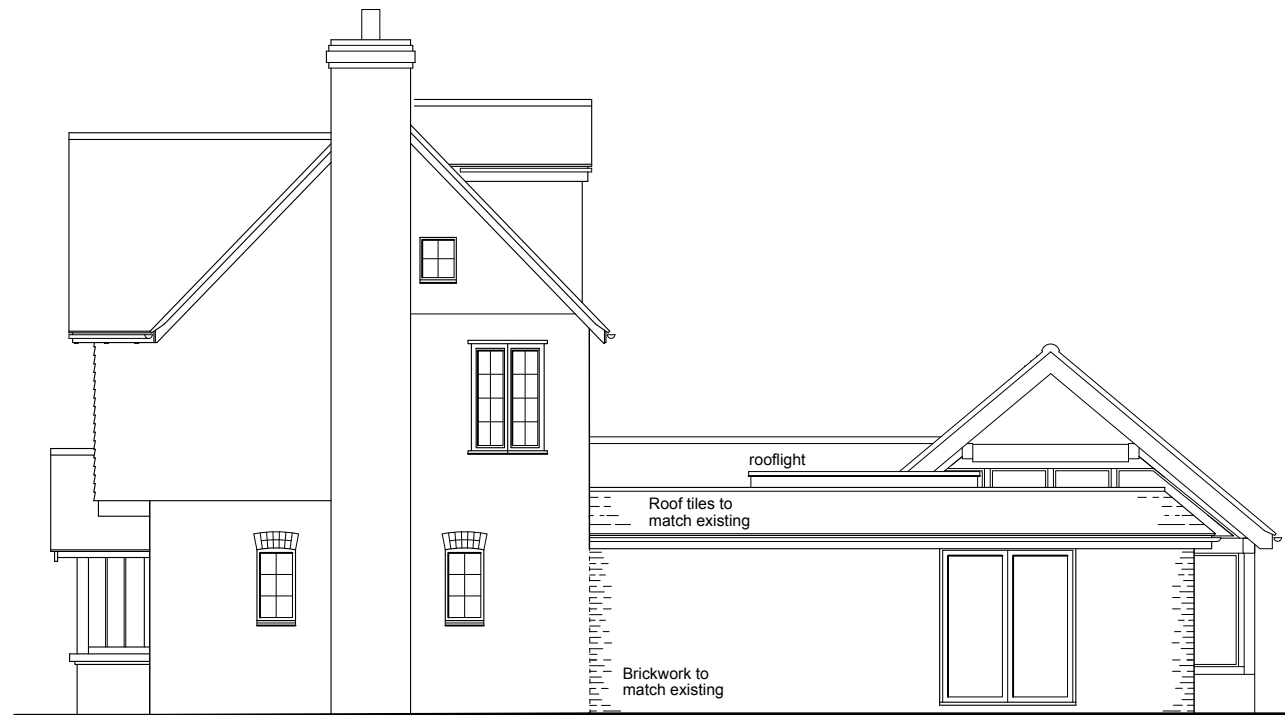 rooflight
Roof tiles to
match existing
Brickwork to
match existing